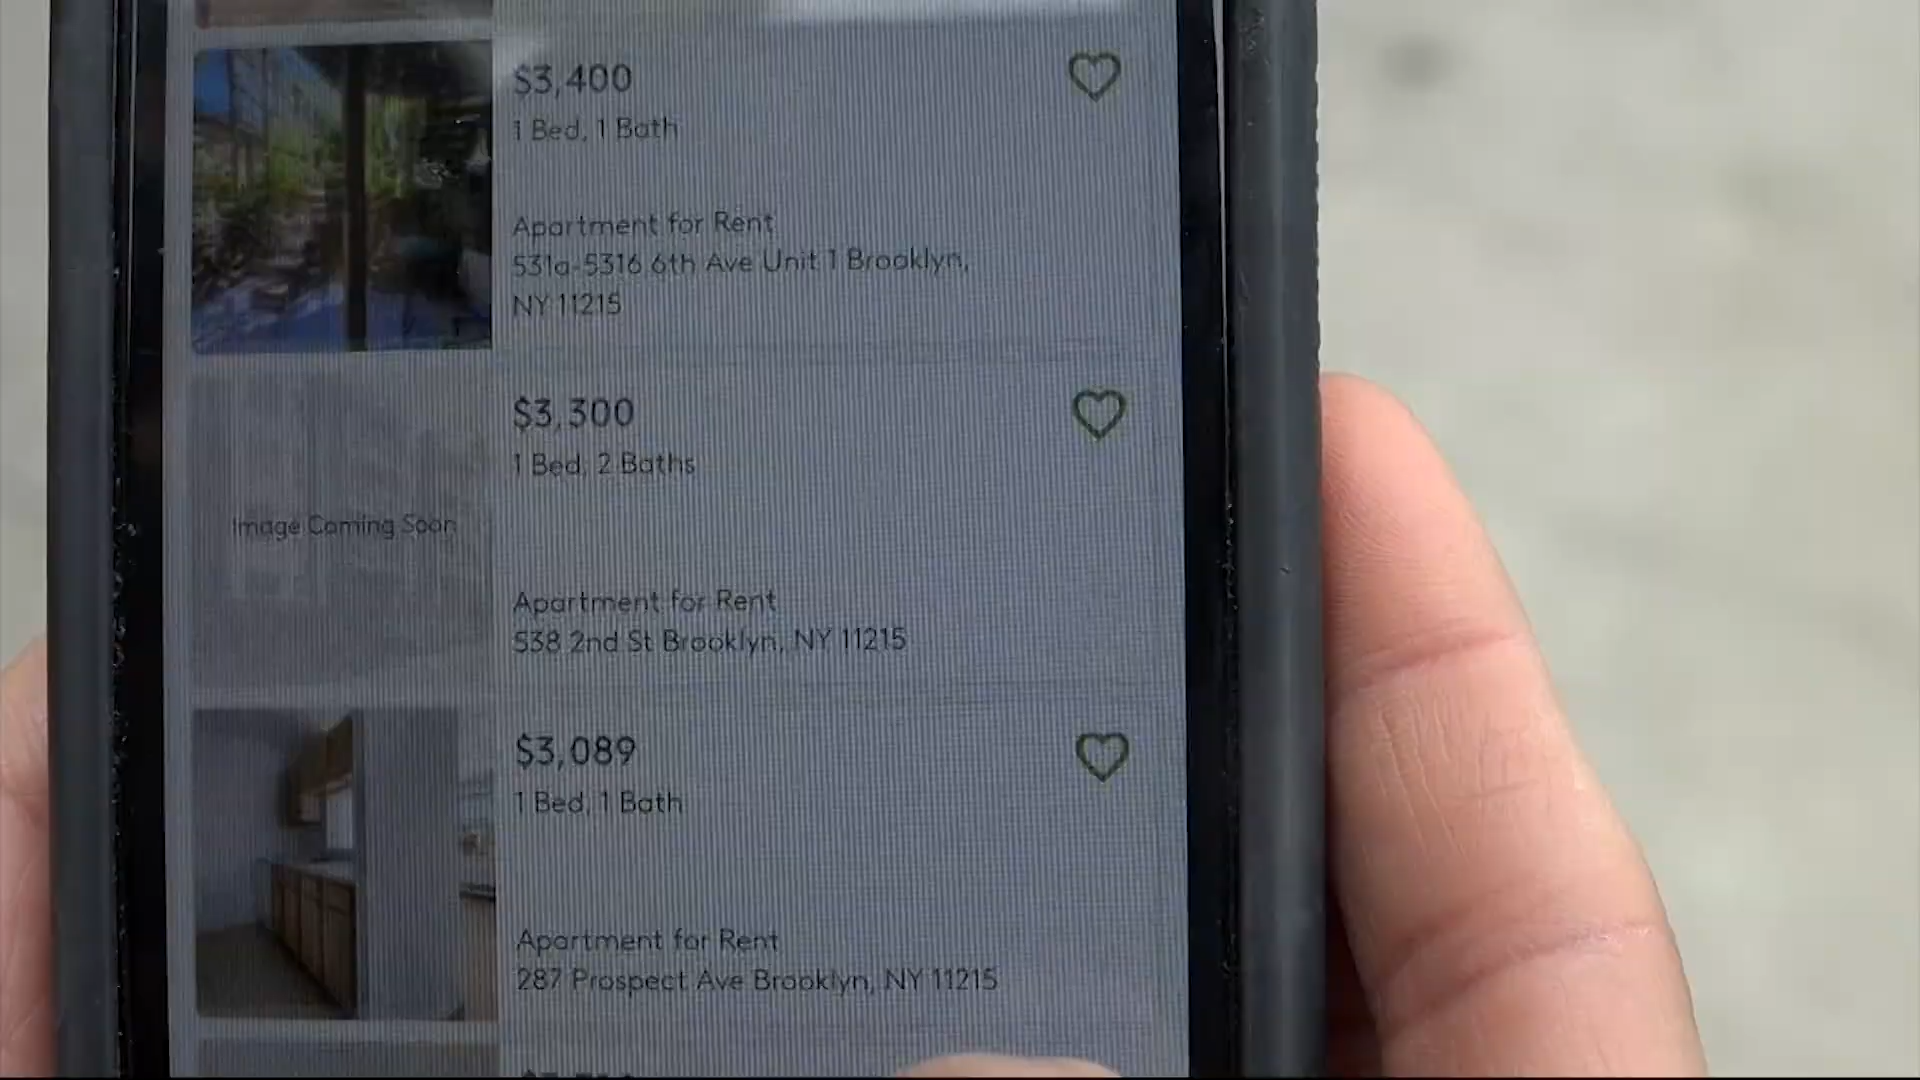 $3,400
1 Bed, 1 Bath
Apartment for Rent
531a-5316 6th Ave Unit 1 Brooklyn,
NY 11215
$3,300
1 Bed, 2 Baths
Image Coming Soon
Apartment for Rent
538 2nd St Brooklyn, NY 11215
$3,089
1 Bed, 1 Bath
Apartment for Rent
287 Prospect Ave Brooklyn, NY 11215